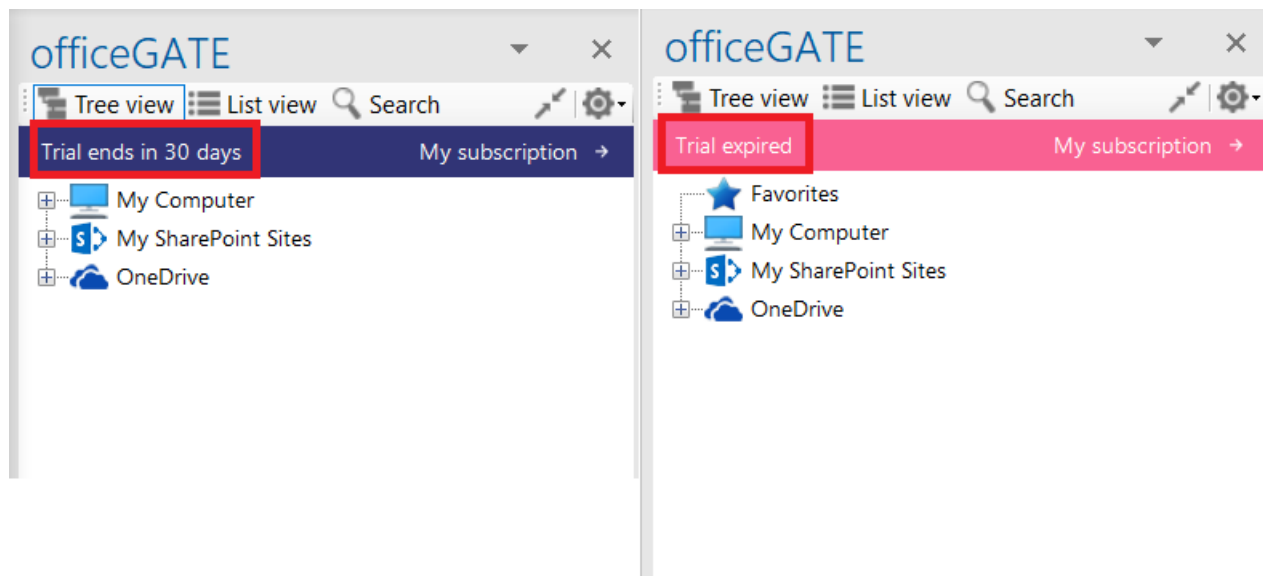 officeGATE
Tree view List view Search
Trial ends in 30 days My subscription →
My Computer
My SharePoint Sites
OneDrive
officeGATE
Tree view List view Search
Trial expired My subscription →
Favorites
My Computer
My SharePoint Sites
OneDrive